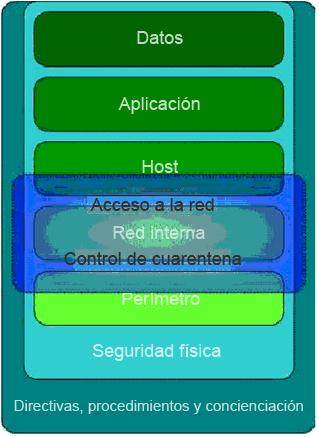 Datos
Aplicación
Host
Acceso a la red
Red interna
Control de cuarentena
Perímetro
Seguridad física
Directivas, procedimientos y concienciación